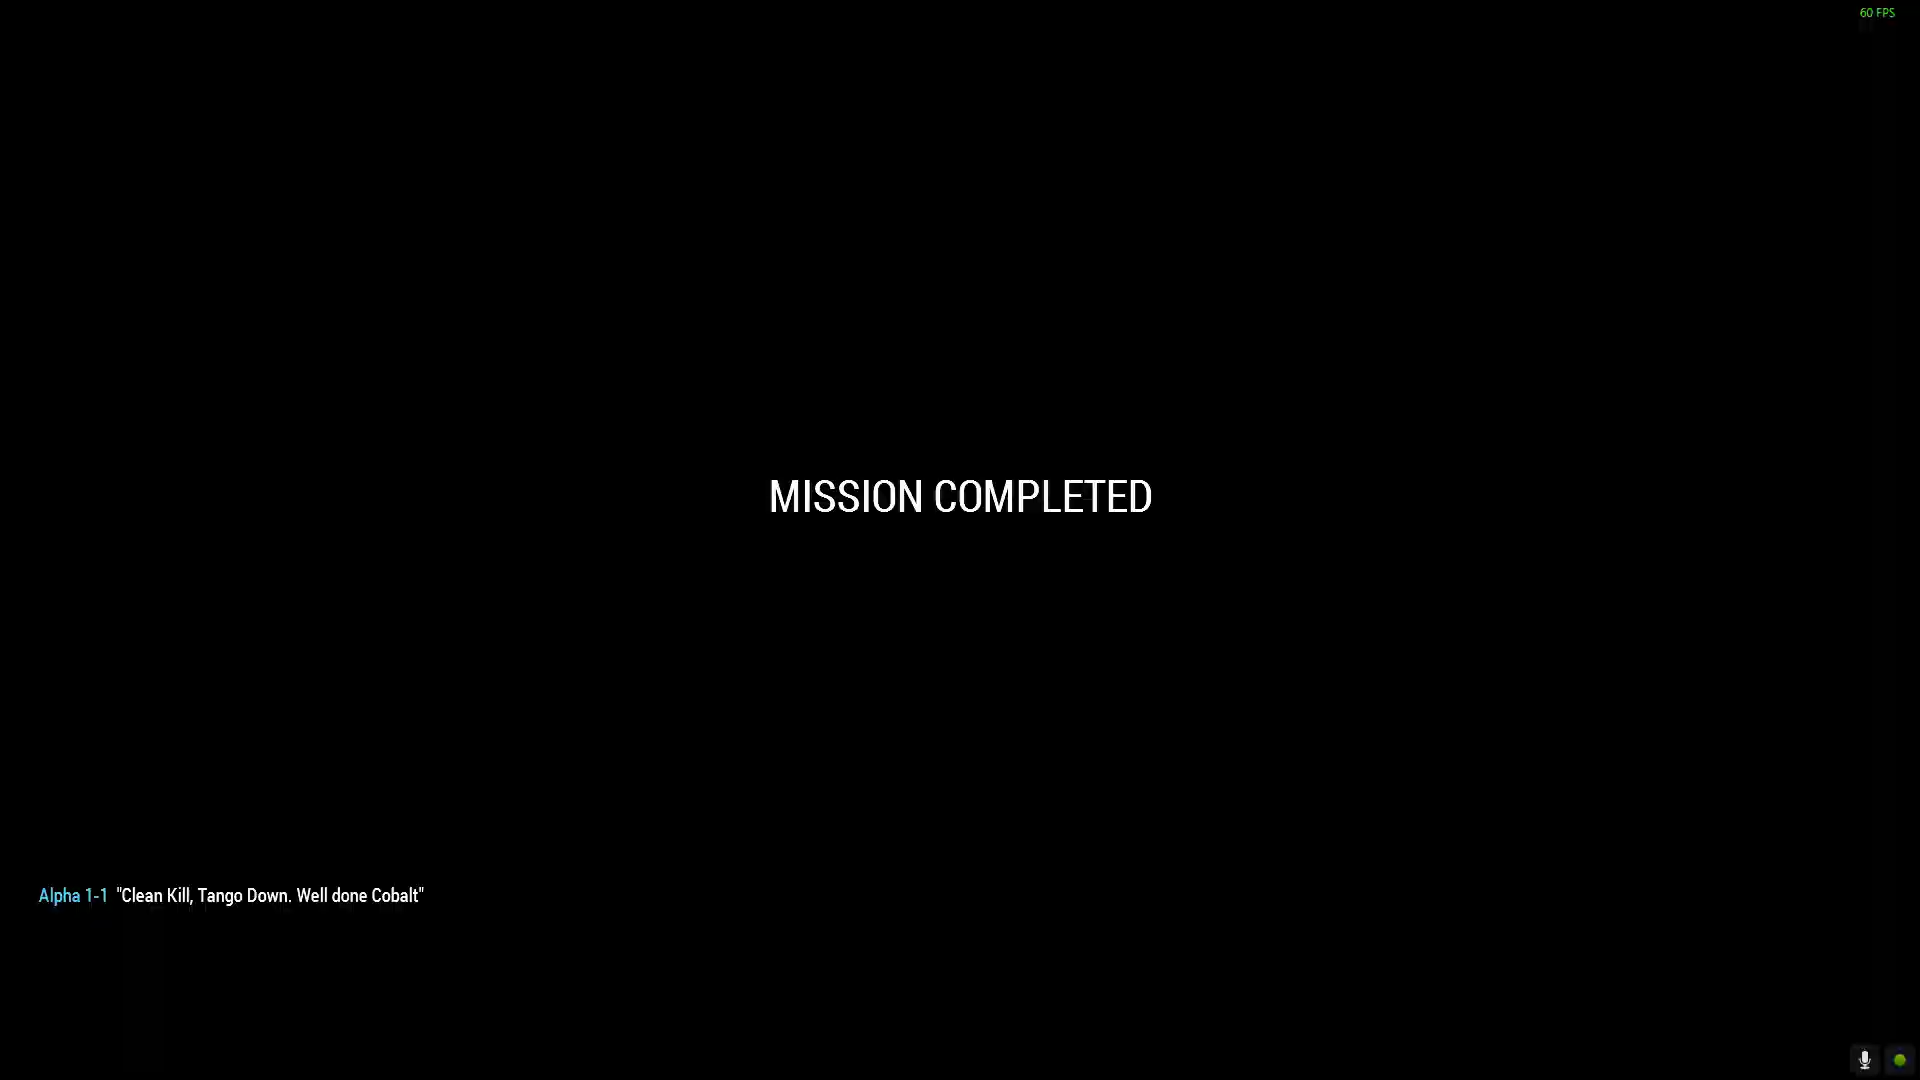 60 FPS
MISSION COMPLETED
Alpha 1-1 "Clean Kill, Tango Down. Well done Cobalt"